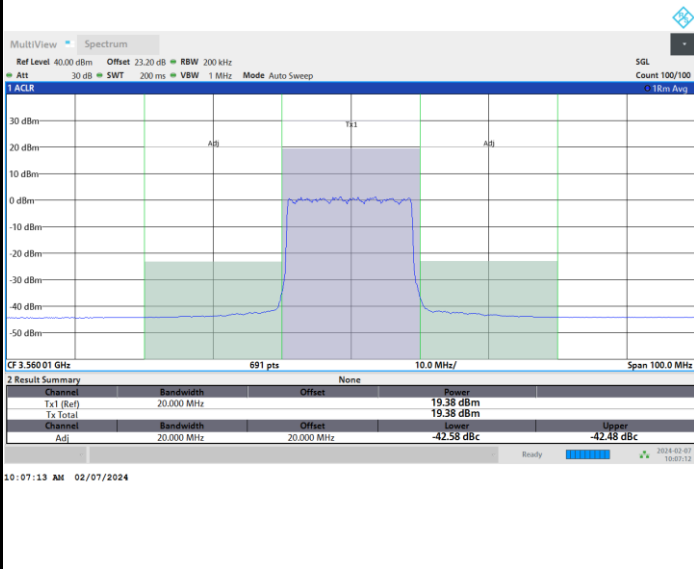 MultiView Spectrum
Ref Level 40.00 dBm Offset 23.20 dB RBW 200 kHz SGL
Att 30 dB SWT 200 ms VBW 1 MHz Mode Auto Sweep Count 100/100
1 ACLR 1Rm Avg
30 dBm
Tx1
20 dBm Adj Adj
10 dBm
0 dBm
-10 dBm
-20 dBm
-30 dBm
-40 dBm
-50 dBm
CF 3.560 01 GHz 691 pts 10.0 MHz/ Span 100.0 MHz
2 Result Summary None
Channel Bandwidth Offset Power
Tx1 (Ref) 20.000 MHz 19.38 dBm
Tx Total 19.38 dBm
Channel Bandwidth Offset Lower Upper
Adj 20.000 MHz 20.000 MHz -42.58 dBc -42.48 dBc
Ready 2024-02-07
10:07:12
10:07:13 AM 02/07/2024